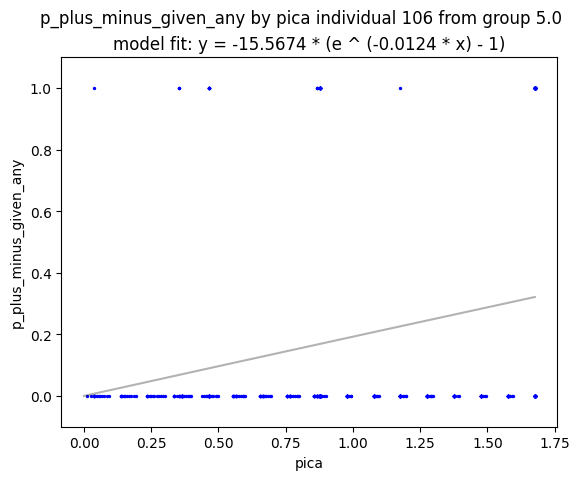 p_plus_minus_given_any by pica individual 106 from group 5.0
model fit: y = -15.5674 * (e ^ (-0.0124 * x) - 1)
1.0
0.8
0.6
0.4
0.2
0.0
p_plus_minus_given_any
0.00 0.25 0.50 0.75 1.00 1.25 1.50 1.75
pica